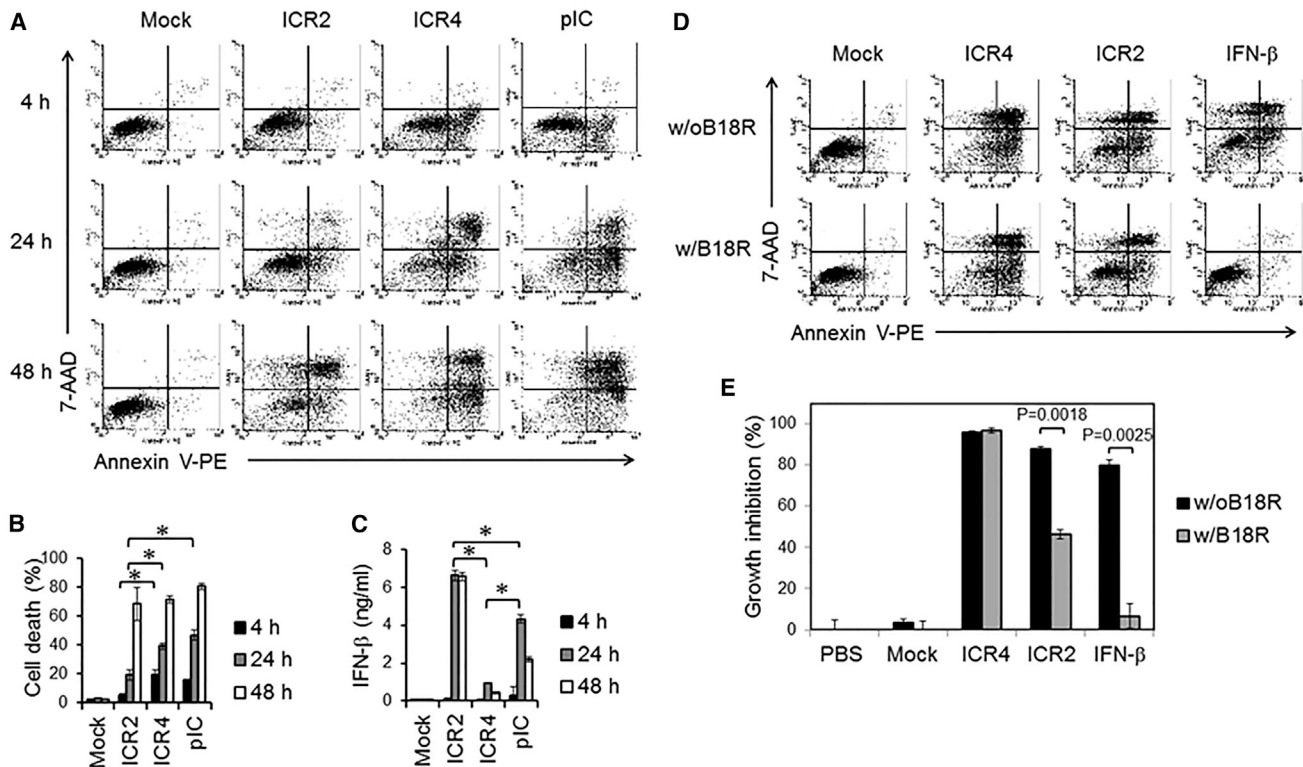 A
Mock ICR2 ICR4 pIC
4 h
24 h
48 h
7-AAD
Annexin V-PE
B
Cell death (%)
100
80
60
40
20
0
* * *
Mock ICR2 ICR4 pIC
4 h
24 h
48 h
C
IFN-β (ng/ml)
8
6
4
2
0
* * *
Mock ICR2 ICR4 pIC
4 h
24 h
48 h
D
Mock ICR4 ICR2 IFN-β
w/oB18R
w/B18R
7-AAD
Annexin V-PE
E
Growth inhibition (%)
100
80
60
40
20
0
P=0.0018
P=0.0025
PBS Mock ICR4 ICR2 IFN-β
w/oB18R
w/B18R